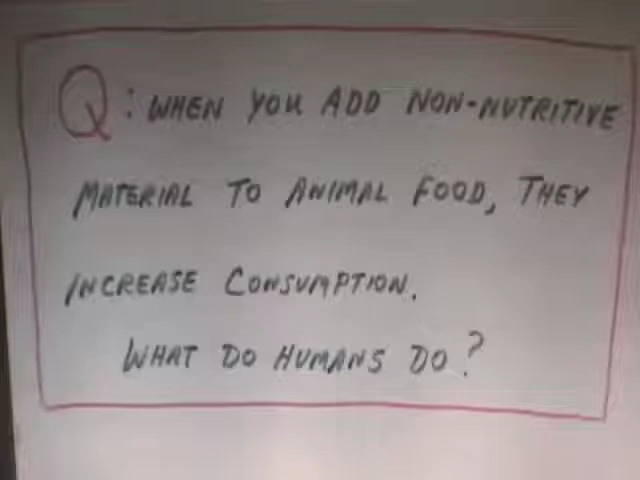 Q: WHEN YOU ADD NON-NUTRITIVE
MATERIAL TO ANIMAL FOOD, THEY
INCREASE CONSUMPTION.
WHAT DO HUMANS DO?